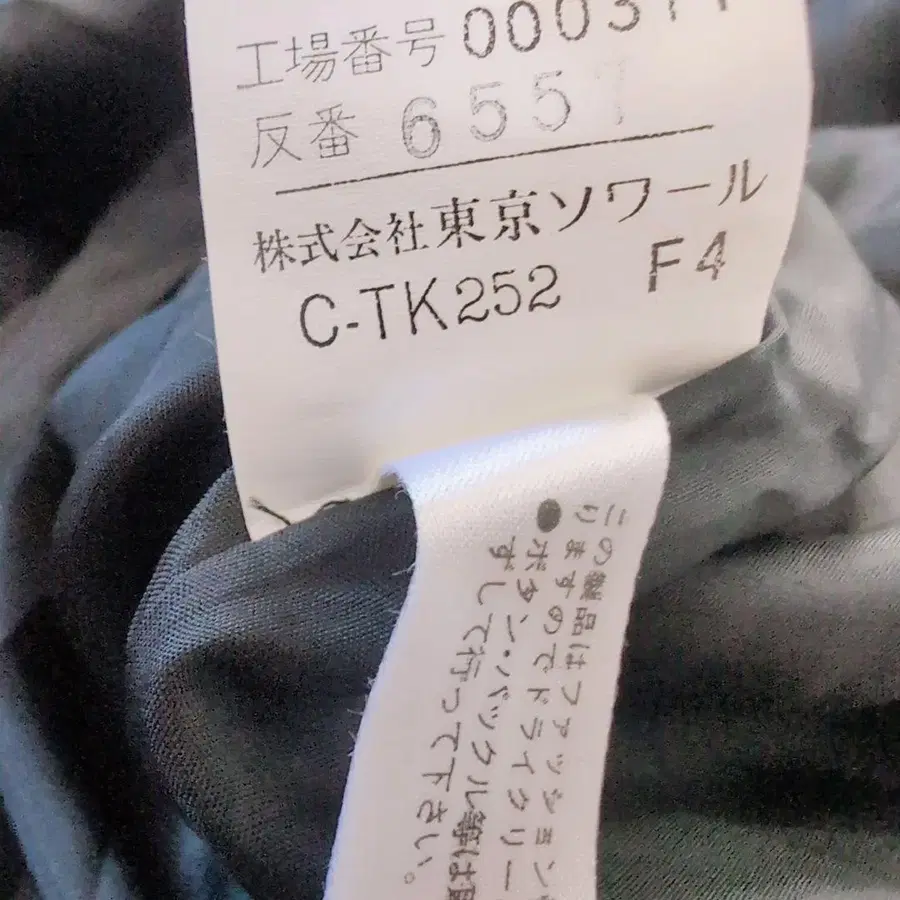 工場番号
反番 655
株式会社東京ソワール
C-TK252 F4
この製品はファッション
りますのでドライクリー
●ボタン・バックル等は
ずして行って下さい。